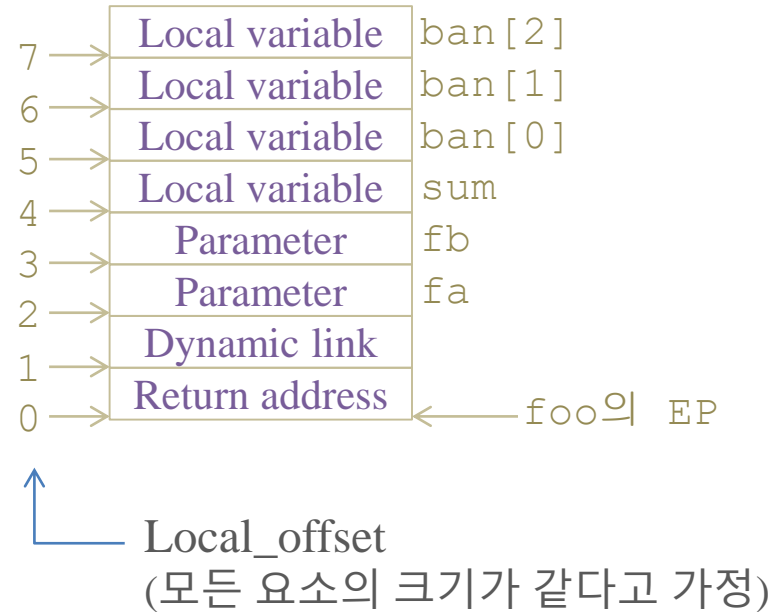 Local variable ban[2]
7
Local variable ban[1]
6
Local variable ban[0]
5
Local variable sum
4
Parameter fb
3
Parameter fa
2
Dynamic link
1
Return address
0 foo의 EP
Local_offset
(모든 요소의 크기가 같다고 가정)